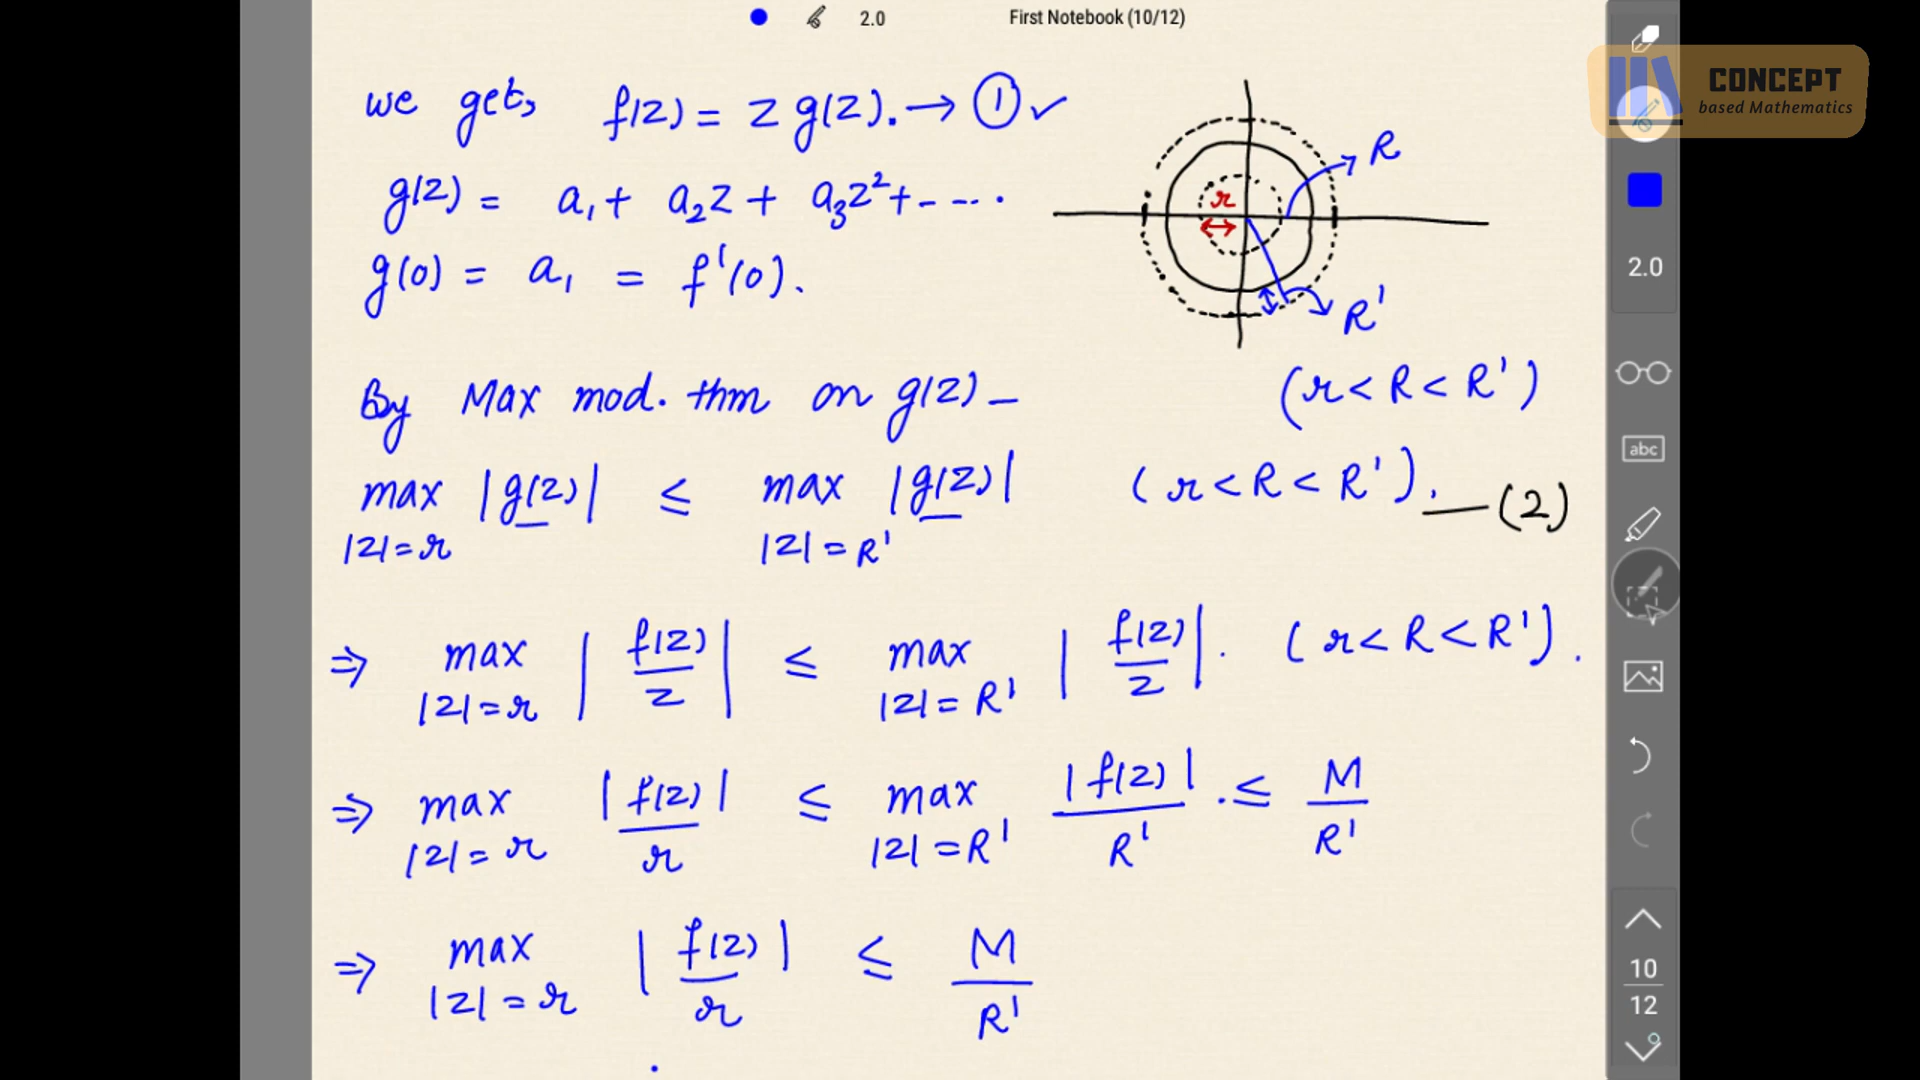 2.0 First Notebook (10/12)
CONCEPT
based Mathematics
we get, f(z) = z g(z). → ① ✓
g(z) = a₁ + a₂z + a₃z² + - - - .
g(0) = a₁ = f'(0).
r
R
R'
2.0
(r < R < R')
By Max mod. thm on g(z) –
abc
max |z|=r |g(z)| ≤ max |z|=R' |g(z)| (r < R < R'). — (2)
⇒ max |z|=r |f(z)/z| ≤ max |z|=R' |f(z)/z|. (r < R < R').
⇒ max |z|=r |f(z)|/r ≤ max |z|=R' |f(z)|/R' . ≤ M/R'
⇒ max |z|=r |f(z)/r| ≤ M/R'
10
12